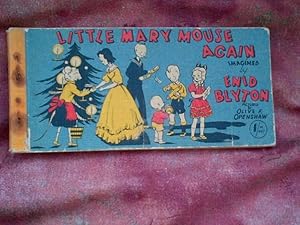 LITTLE MARY MOUSE
AGAIN
IMAGINED
by
ENID
BLYTON
OLIVE F.
OPENSHAW